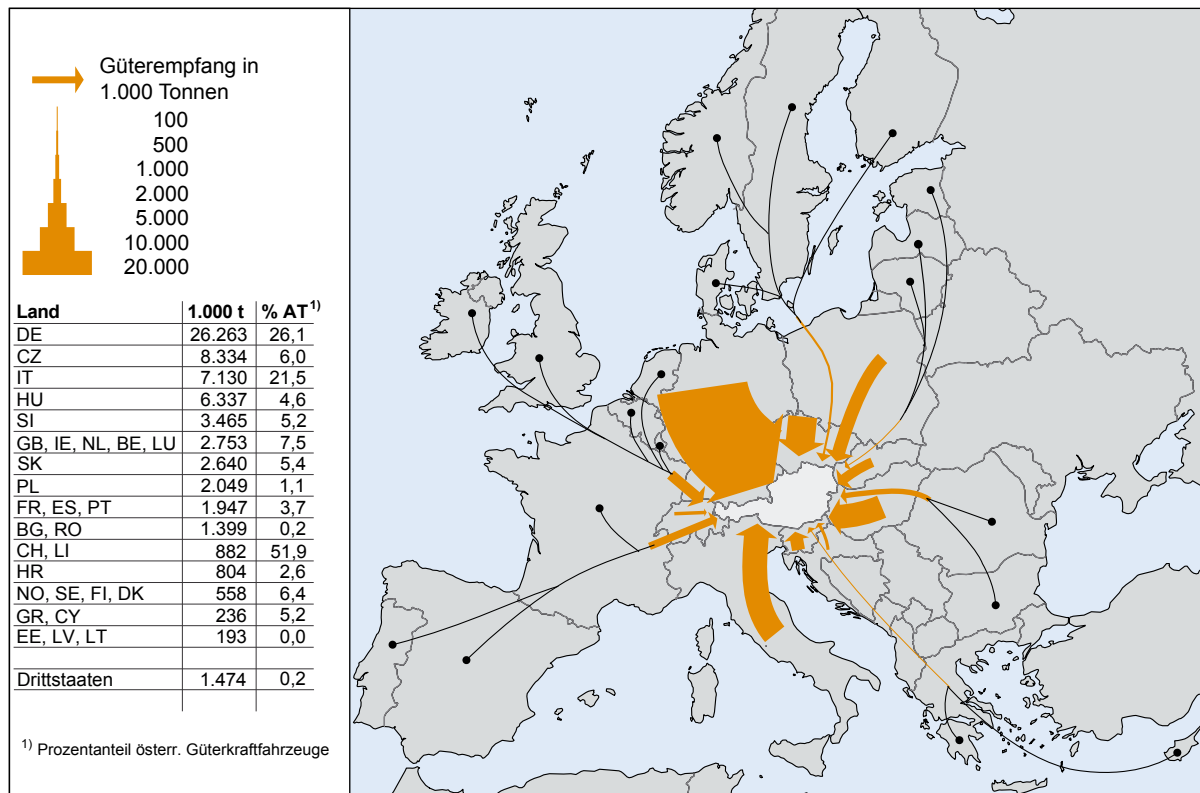 Güterempfang in
1.000 Tonnen
100
500
1.000
2.000
5.000
10.000
20.000
Land 1.000 t % AT 1)
DE 26.263 26,1
CZ 8.334 6,0
IT 7.130 21,5
HU 6.337 4,6
SI 3.465 5,2
GB, IE, NL, BE, LU 2.753 7,5
SK 2.640 5,4
PL 2.049 1,1
FR, ES, PT 1.947 3,7
BG, RO 1.399 0,2
CH, LI 882 51,9
HR 804 2,6
NO, SE, FI, DK 558 6,4
GR, CY 236 5,2
EE, LV, LT 193 0,0
Drittstaaten 1.474 0,2
1) Prozentanteil österr. Güterkraftfahrzeuge